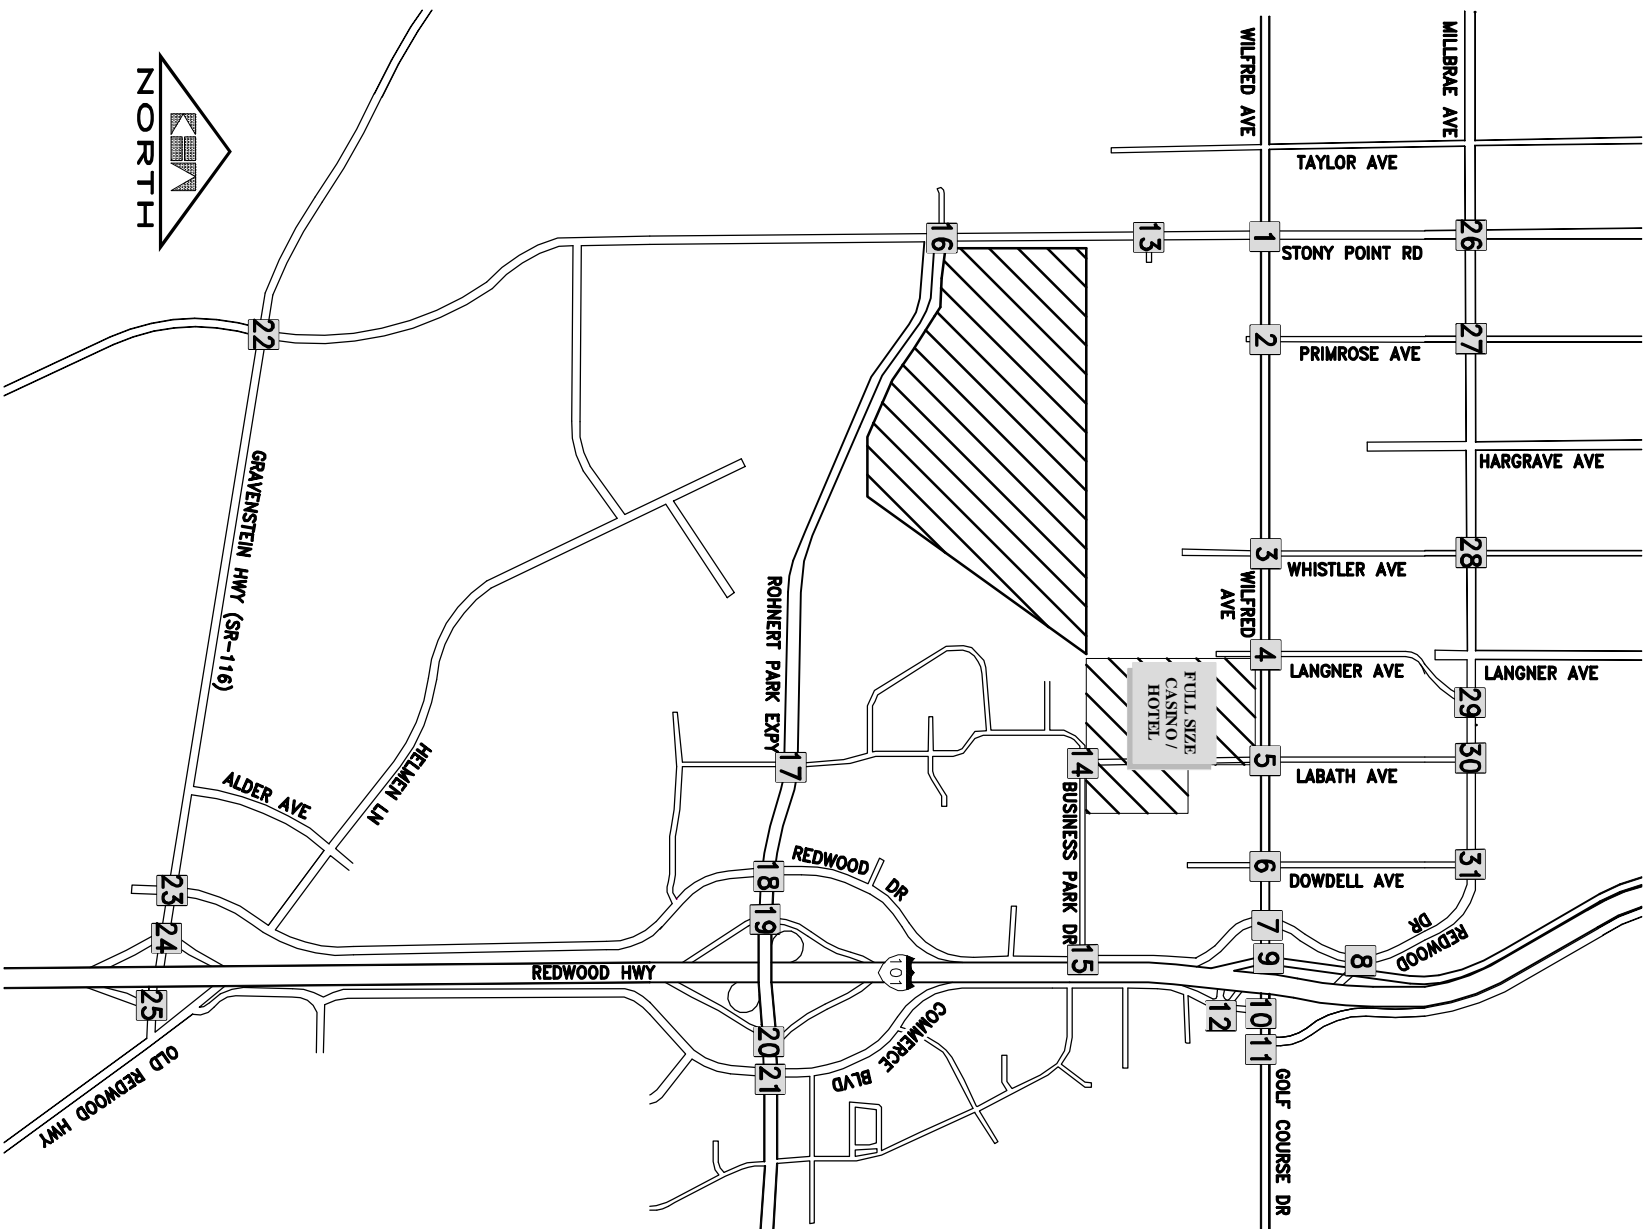 WILFRED AVE
MILLBRAE AVE
NORTH
TAYLOR AVE
16
13
1
STONY POINT RD
26
22
2
PRIMROSE AVE
27
HARGRAVE AVE
GRAVENSTEIN HWY (SR-116)
3
WHISTLER AVE
28
WILFRED
AVE
ROHNERT PARK EXPY
4
LANGNER AVE
LANGNER AVE
29
FULL SIZE
CASINO /
HOTEL
HELMEN LN
ALDER AVE
17
14
5
LABATH AVE
30
BUSINESS PARK DR
REDWOOD DR
18
6
DOWDELL AVE
31
23
19
7
REDWOOD
DR
24
15
9
8
REDWOOD HWY
101
25
12
10
COMMERCE BLVD
20
11
21
OLD REDWOOD HWY
GOLF COURSE DR